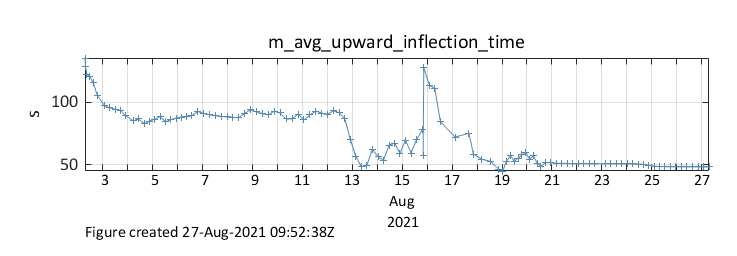 m_avg_upward_inflection_time
s
100
50
3 5 7 9 11 13 15 17 19 21 23 25 27
Aug
2021
Figure created 27-Aug-2021 09:52:38Z